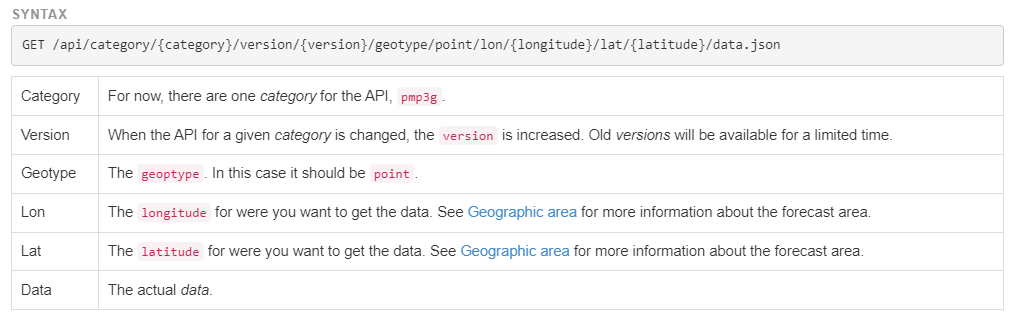 SYNTAX
GET /api/category/{category}/version/{version}/geotype/point/lon/{longitude}/lat/{latitude}/data.json
Category For now, there are one category for the API, pmp3g.
Version When the API for a given category is changed, the version is increased. Old versions will be available for a limited time.
Geotype The geoptype. In this case it should be point.
Lon The longitude for were you want to get the data. See Geographic area for more information about the forecast area.
Lat The latitude for were you want to get the data. See Geographic area for more information about the forecast area.
Data The actual data.